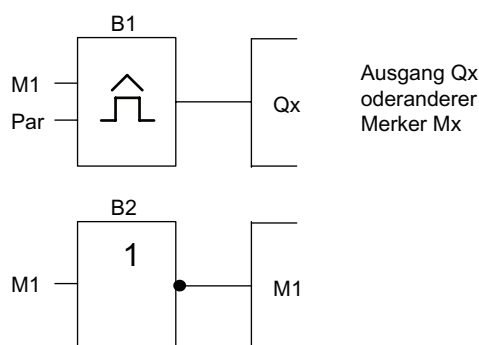 B1
M1
Par
Qx
Ausgang Qx
oderanderer
Merker Mx
B2
1
M1
M1